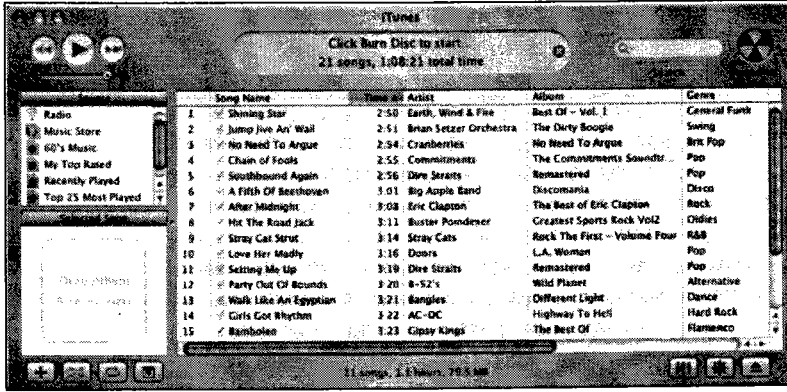 iTunes
Click Burn Disc to start
21 songs, 1:08:21 total time
Song Name Time Artist Album Genre
Radio
Music Store
60's Music
My Top Rated
Recently Played
Top 25 Most Played
1 Shining Star 2:50 Earth, Wind & Fire Best Of - Vol. 1 General Funk
2 Jump Jive An' Wail 2:51 Brian Setzer Orchestra The Dirty Boogie Swing
3 No Need To Argue 2:54 Cranberries No Need To Argue Brit Pop
4 Chain of Fools 2:55 Commitments The Commitments Soundtr... Pop
5 Southbound Again 2:56 Dire Straits Remastered Pop
6 A Fifth Of Beethoven 3:01 Big Apple Band Discomania Disco
7 After Midnight 3:08 Eric Clapton The Best of Eric Clapton Rock
8 Hit The Road Jack 3:11 Buster Poindexer Greatest Sports Rock Vol2 Oldies
9 Stray Cat Strut 3:14 Stray Cats Rock The First - Volume Four R&B
10 Love Her Madly 3:16 Doors L.A. Woman Pop
11 Setting Me Up 3:19 Dire Straits Remastered Pop
12 Party Out Of Bounds 3:20 B-52's Wild Planet Alternative
13 Walk Like An Egyptian 3:21 Bangles Different Light Dance
14 Girls Got Rhythm 3:22 AC-DC Highway To Hell Hard Rock
15 Bamboleo 3:23 Gipsy Kings The Best Of Flamenco
21 songs, 1.1 hours, 79.5 MB